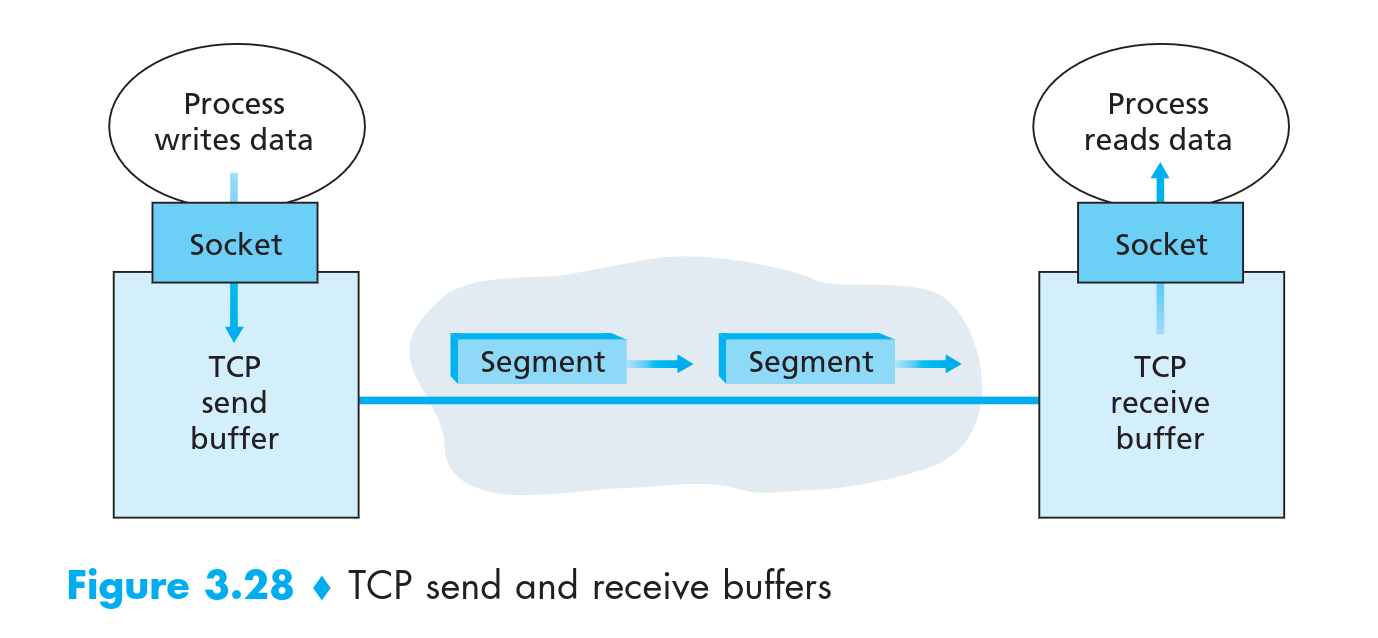 Process
writes data
Socket
TCP
send
buffer
Segment
Segment
Process
reads data
Socket
TCP
receive
buffer
Figure 3.28 ♦ TCP send and receive buffers